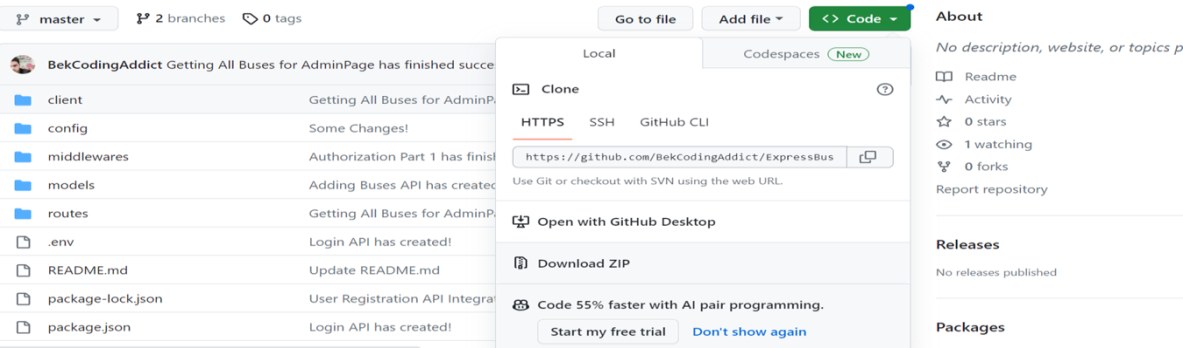 master
2 branches
0 tags
Go to file
Add file
Code
BekCodingAddict Getting All Buses for AdminPage has finished succe
client Getting All Buses for AdminPa
config Some Changes!
middlewares Authorization Part 1 has finis
models Adding Buses API has created
routes Getting All Buses for AdminPa
.env Login API has created!
README.md Update README.md
package-lock.json User Registration API Integra
package.json Login API has created!
Local
Codespaces New
Clone
HTTPS SSH GitHub CLI
https://github.com/BekCodingAddict/ExpressBus
Use Git or checkout with SVN using the web URL.
Open with GitHub Desktop
Download ZIP
Code 55% faster with AI pair programming.
Start my free trial Don't show again
About
No description, website, or topics p
Readme
Activity
0 stars
1 watching
0 forks
Report repository
Releases
No releases published
Packages